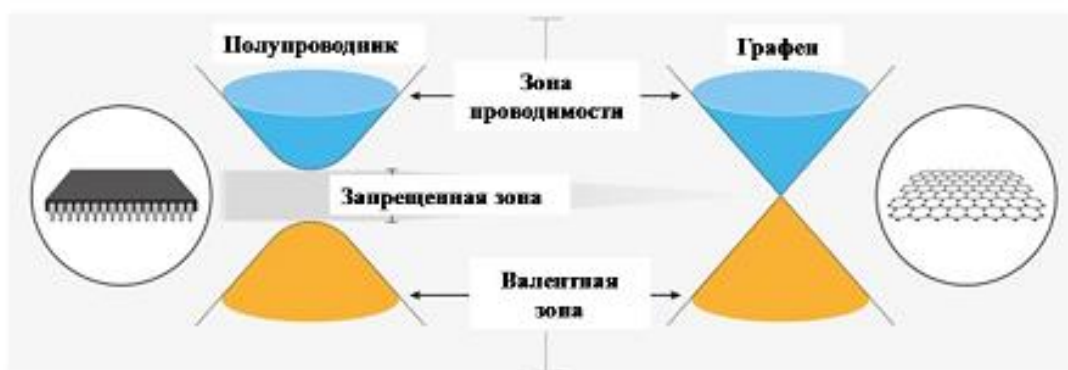 Полупроводник
Графен
Зона
проводимости
Запрещенная зона
Валентная
зона